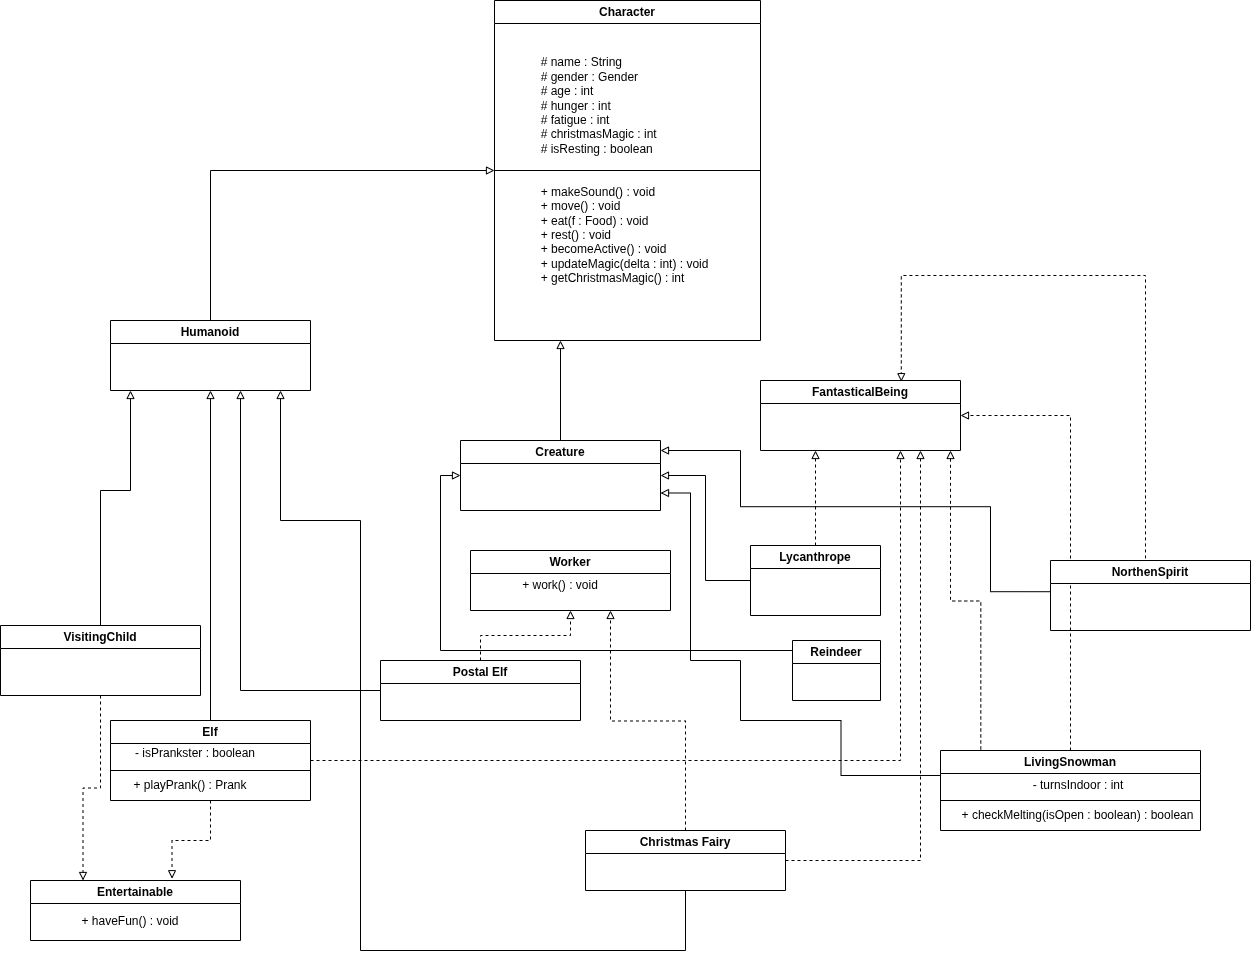 Character
# name : String
# gender : Gender
# age : int
# hunger : int
# fatigue : int
# christmasMagic : int
# isResting : boolean
+ makeSound() : void
+ move() : void
+ eat(f : Food) : void
+ rest() : void
+ becomeActive() : void
+ updateMagic(delta : int) : void
+ getChristmasMagic() : int
Humanoid
FantasticalBeing
Creature
Worker
+ work() : void
Lycanthrope
NorthenSpirit
VisitingChild
Reindeer
Postal Elf
Elf
- isPrankster : boolean
+ playPrank() : Prank
LivingSnowman
- turnsIndoor : int
+ checkMelting(isOpen : boolean) : boolean
Christmas Fairy
Entertainable
+ haveFun() : void